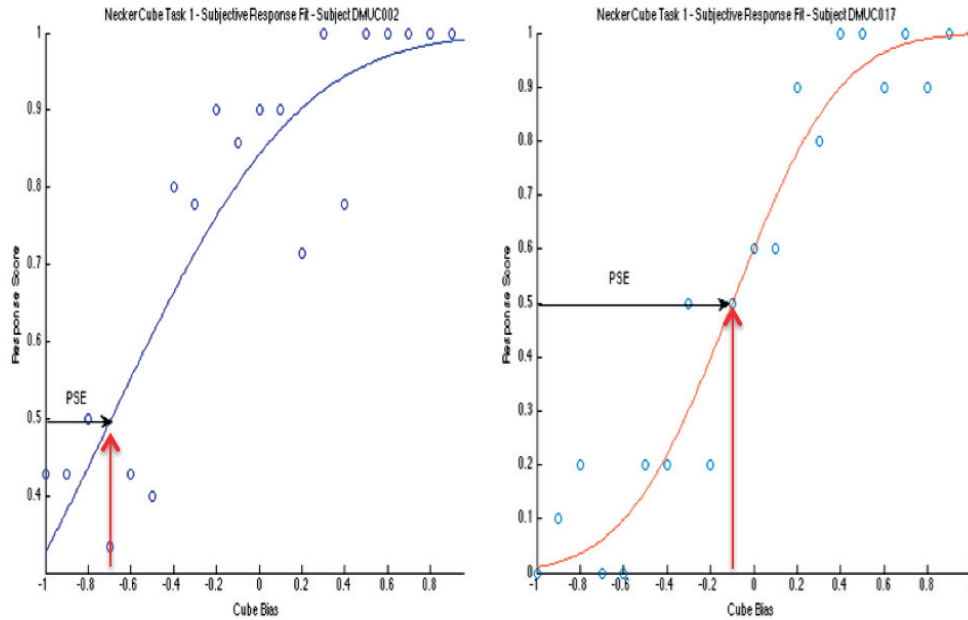 Necker Cube Task 1 - Subjective Response Fit - Subject DMUC002
1
0.9
0.8
0.7
0.6
0.5
0.4
Response Score
PSE
-1 -0.8 -0.6 -0.4 -0.2 0 0.2 0.4 0.6 0.8
Cube Bias
Necker Cube Task 1 - Subjective Response Fit - Subject DMUC017
1
0.9
0.8
0.7
0.6
0.5
0.4
0.3
0.2
0.1
0
Response Score
PSE
-1 -0.8 -0.6 -0.4 -0.2 0 0.2 0.4 0.6 0.8
Cube Bias